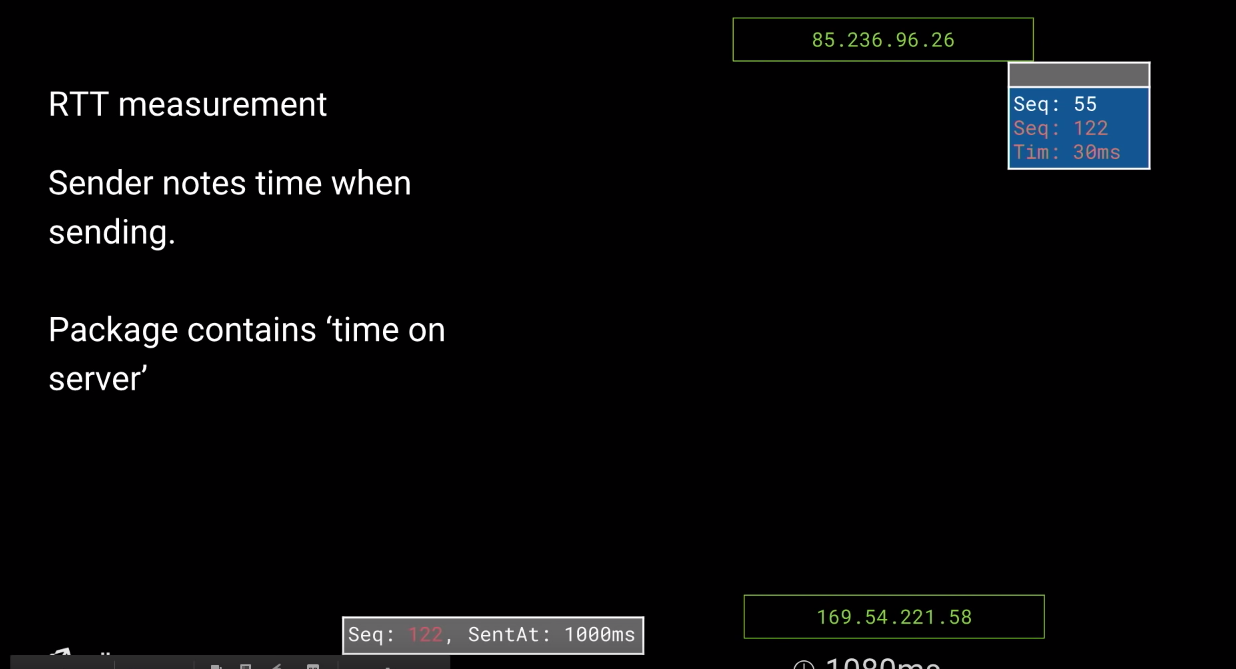 85.236.96.26
RTT measurement
Seq: 55
Seq: 122
Tim: 30ms
Sender notes time when
sending.
Package contains ‘time on
server’
169.54.221.58
Seq: 122, SentAt: 1000ms
1080ms